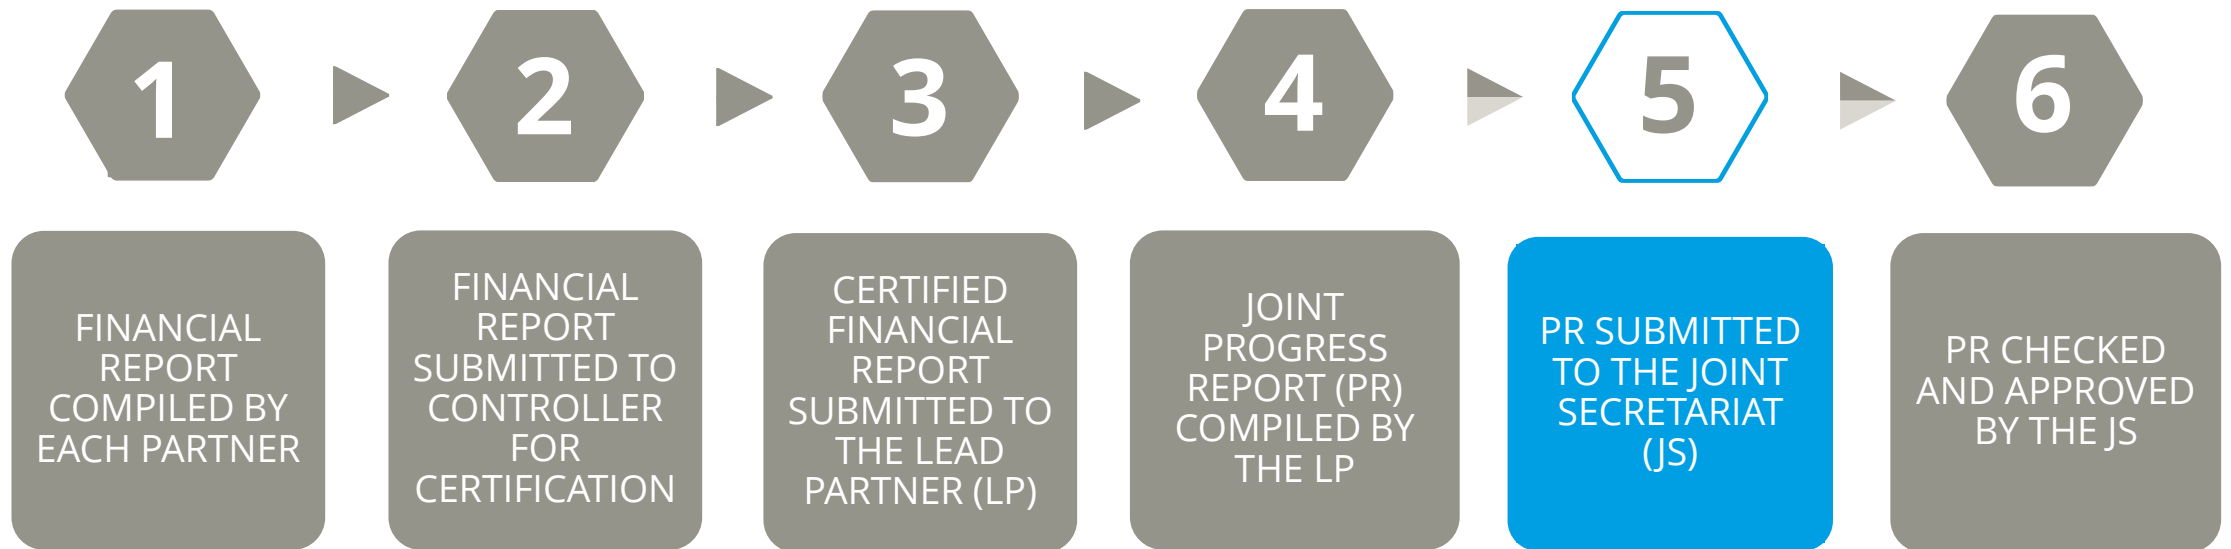 1
2
3
4
5
6
FINANCIAL
REPORT
COMPILED BY
EACH PARTNER
FINANCIAL
REPORT
SUBMITTED TO
CONTROLLER
FOR
CERTIFICATION
CERTIFIED
FINANCIAL
REPORT
SUBMITTED TO
THE LEAD
PARTNER (LP)
JOINT
PROGRESS
REPORT (PR)
COMPILED BY
THE LP
PR SUBMITTED
TO THE JOINT
SECRETARIAT
(JS)
PR CHECKED
AND APPROVED
BY THE JS